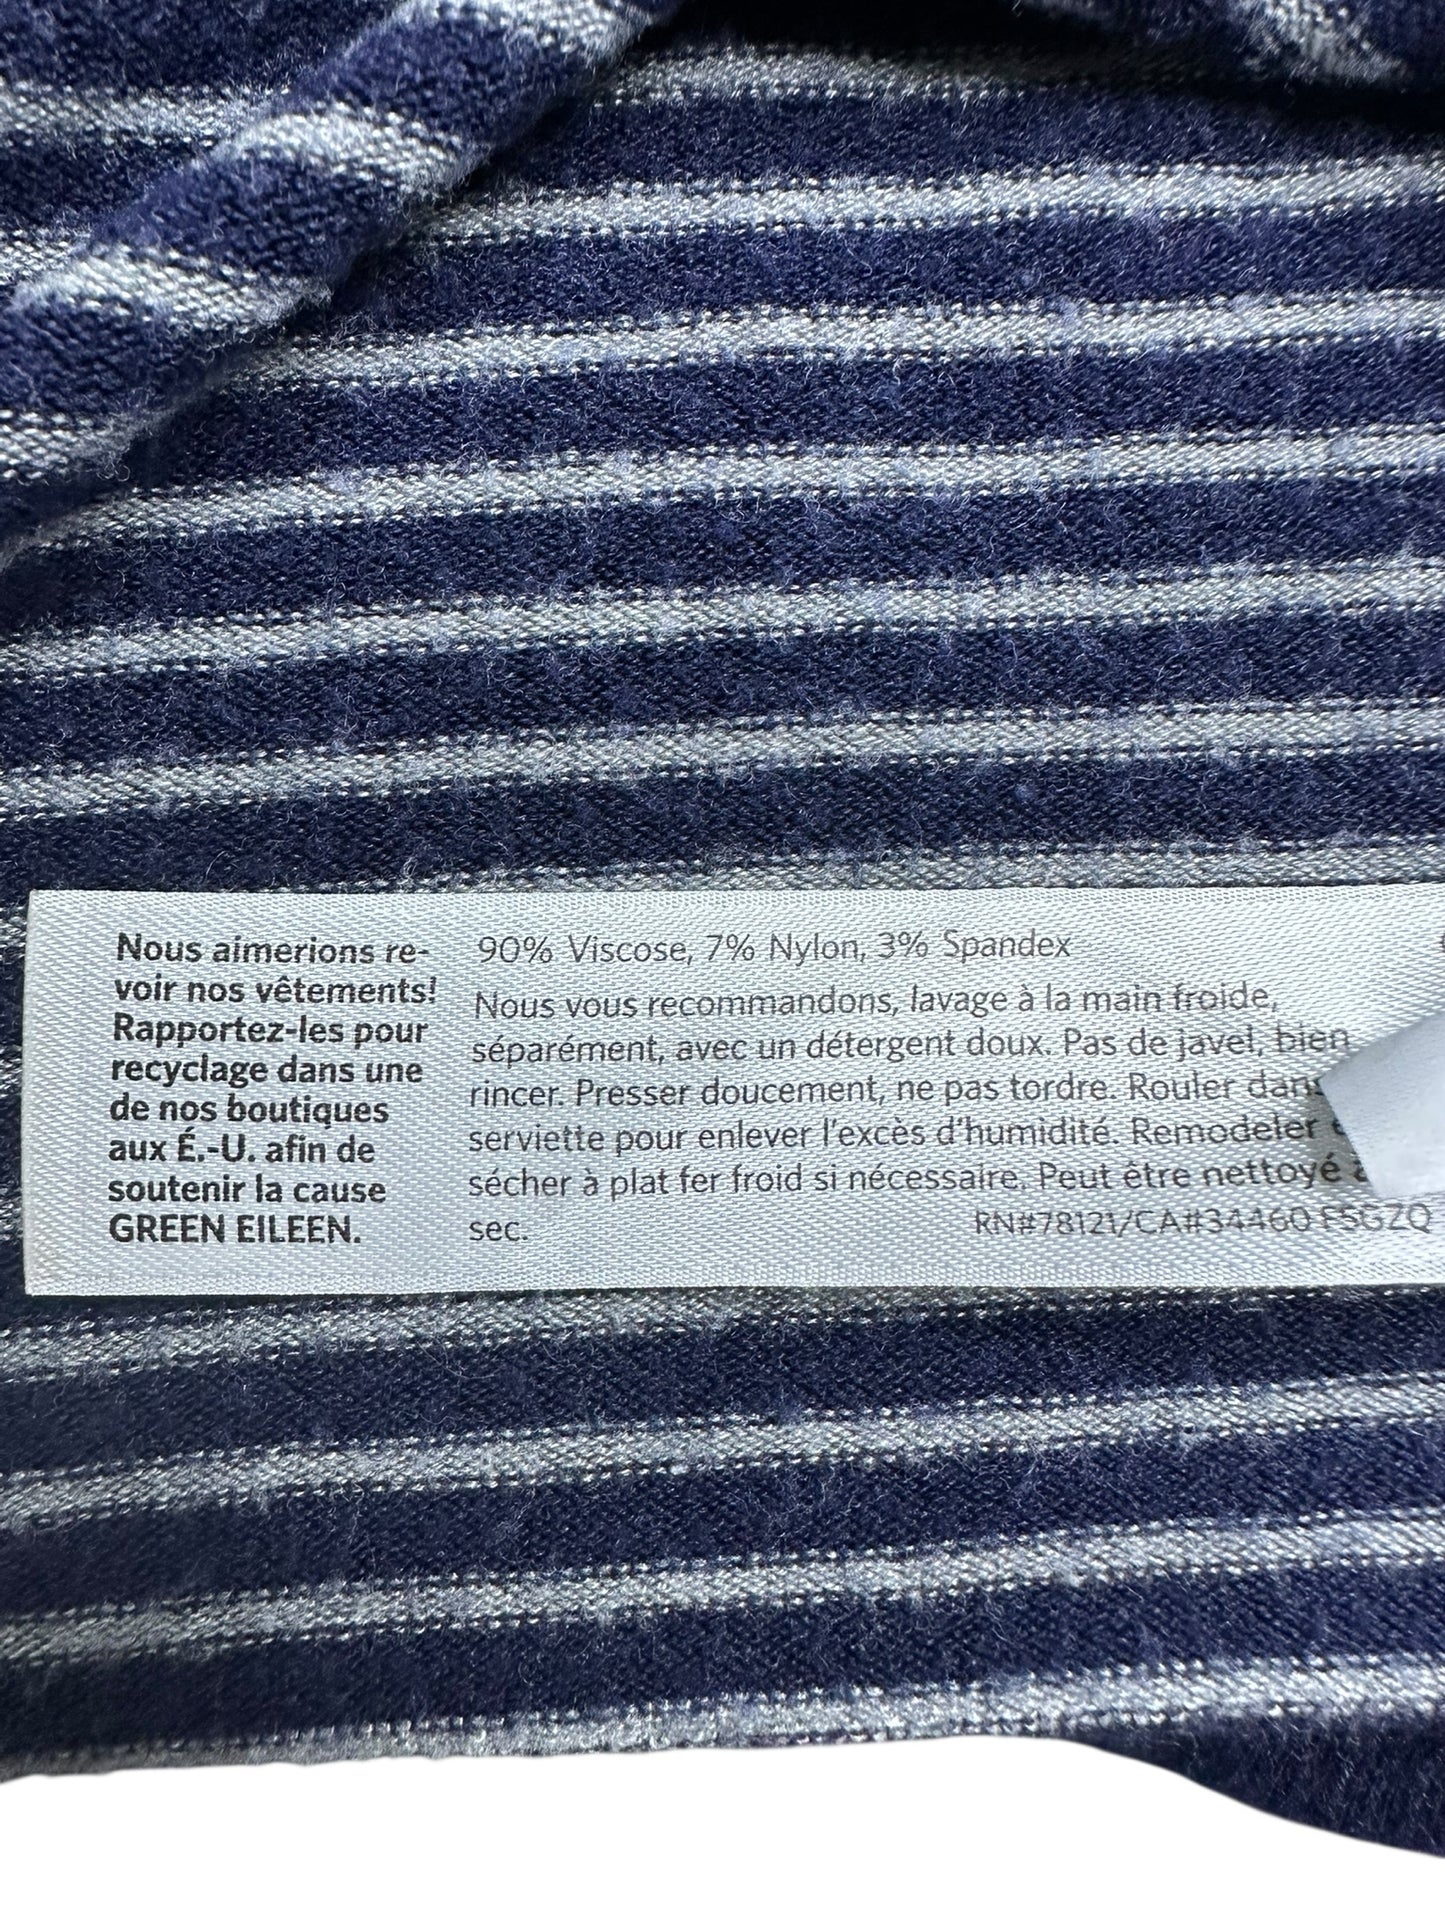 Nous aimerions re-
voir nos vêtements!
Rapportez-les pour
recyclage dans une
de nos boutiques
aux É.-U. afin de
soutenir la cause
GREEN EILEEN.
90% Viscose, 7% Nylon, 3% Spandex
Nous vous recommandons, lavage à la main froide,
séparément, avec un détergent doux. Pas de javel, bien
rincer. Presser doucement, ne pas tordre. Rouler dans
serviette pour enlever l'excès d'humidité. Remodeler
sécher à plat fer froid si nécessaire. Peut être nettoyé à
sec.
RN#78121/CA#34460 FSGZQ